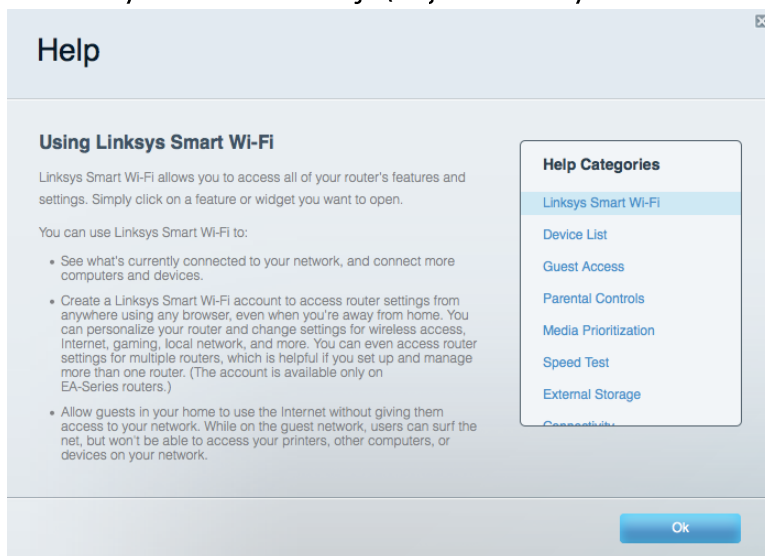 Help
Using Linksys Smart Wi-Fi
Linksys Smart Wi-Fi allows you to access all of your router's features and
settings. Simply click on a feature or widget you want to open.
You can use Linksys Smart Wi-Fi to:
• See what's currently connected to your network, and connect more
computers and devices.
• Create a Linksys Smart Wi-Fi account to access router settings from
anywhere using any browser, even when you're away from home. You
can personalize your router and change settings for wireless access,
Internet, gaming, local network, and more. You can even access router
settings for multiple routers, which is helpful if you set up and manage
more than one router. (The account is available only on
EA-Series routers.)
• Allow guests in your home to use the Internet without giving them
access to your network. While on the guest network, users can surf the
net, but won't be able to access your printers, other computers, or
devices on your network.
Help Categories
Linksys Smart Wi-Fi
Device List
Guest Access
Parental Controls
Media Prioritization
Speed Test
External Storage
Connectivity
Ok